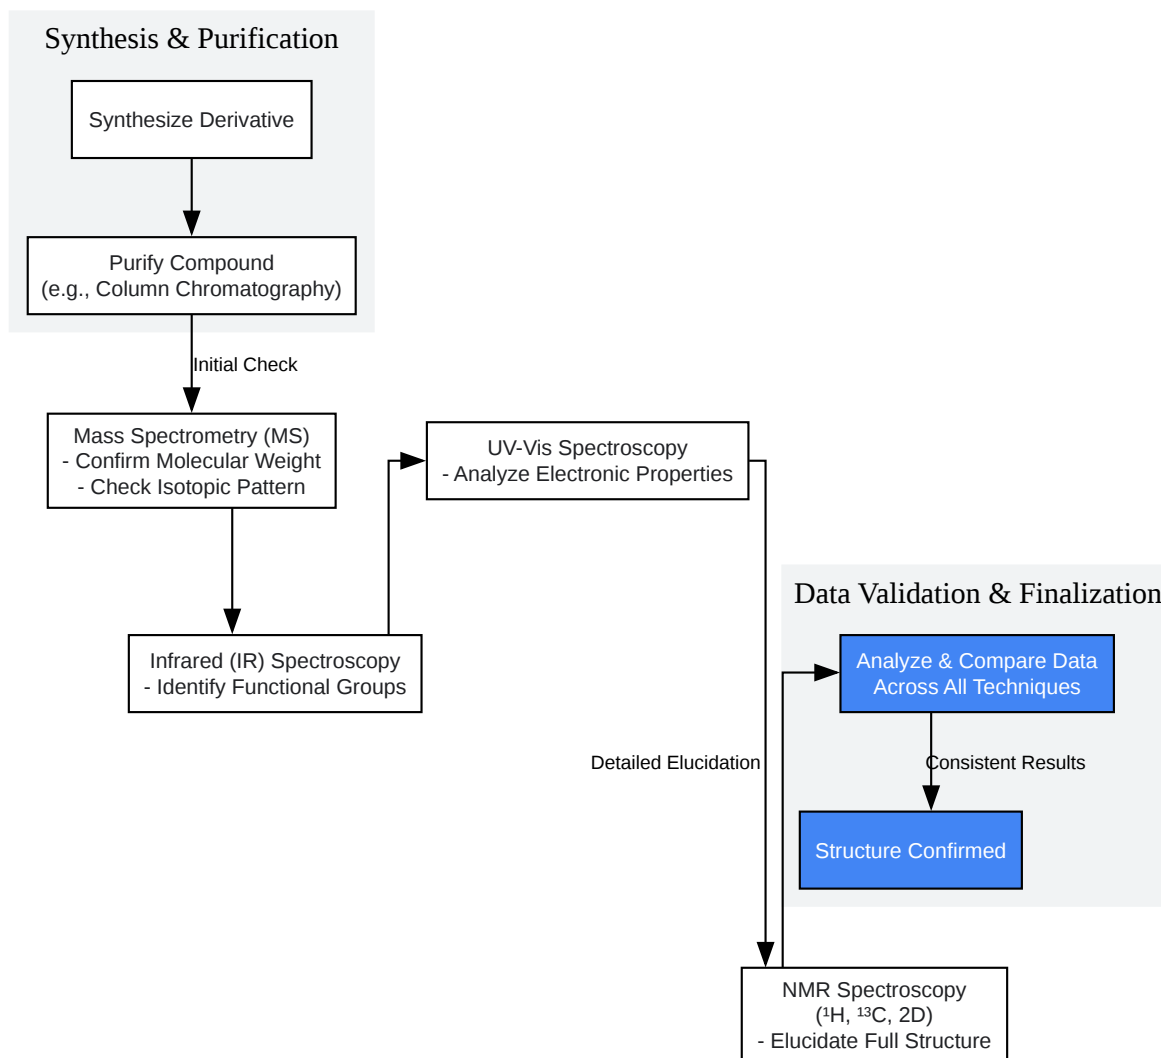 Synthesis & Purification
Synthesize Derivative
Purify Compound
(e.g., Column Chromatography)
Initial Check
Mass Spectrometry (MS)
- Confirm Molecular Weight
- Check Isotopic Pattern
Infrared (IR) Spectroscopy
- Identify Functional Groups
UV-Vis Spectroscopy
- Analyze Electronic Properties
Detailed Elucidation
NMR Spectroscopy
(¹H, ¹³C, 2D)
- Elucidate Full Structure
Data Validation & Finalization
Analyze & Compare Data
Across All Techniques
Consistent Results
Structure Confirmed